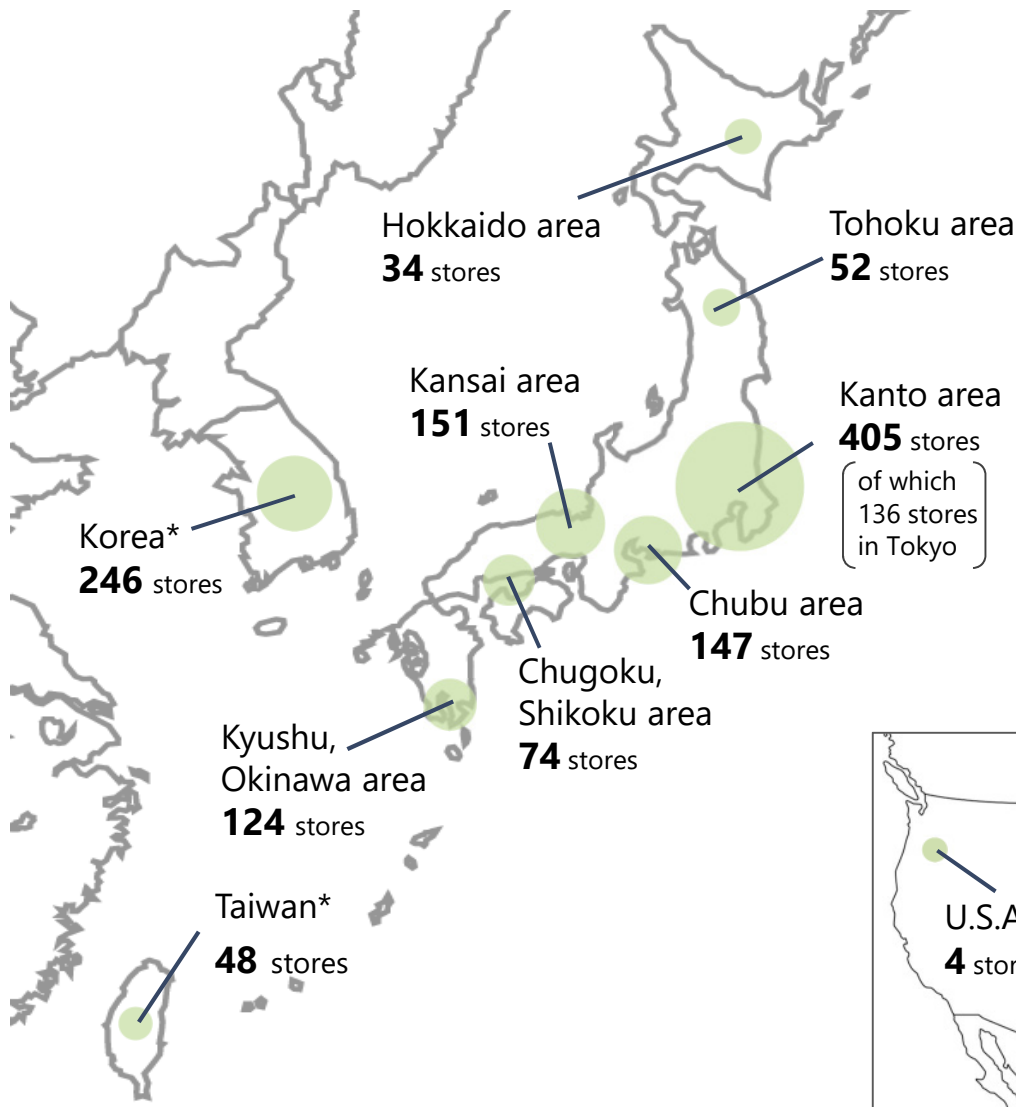 Hokkaido area
34 stores
Tohoku area
52 stores
Kansai area
151 stores
Kanto area
405 stores
of which
136 stores
in Tokyo
Korea*
246 stores
Chubu area
147 stores
Chugoku,
Shikoku area
74 stores
Kyushu,
Okinawa area
124 stores
Taiwan*
48 stores
U.S.A
4 stor